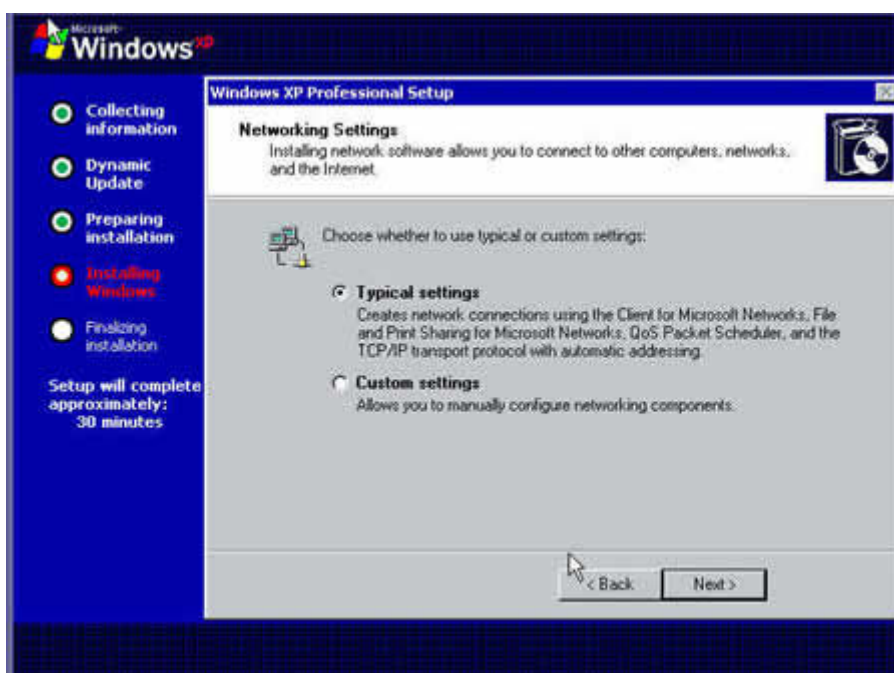 Microsoft
Windows xp
Windows XP Professional Setup
Collecting
information
Dynamic
Update
Preparing
installation
Installing
Windows
Finalizing
installation
Setup will complete
approximately:
30 minutes
Networking Settings
Installing network software allows you to connect to other computers, networks,
and the Internet.
Choose whether to use typical or custom settings:
Typical settings
Creates network connections using the Client for Microsoft Networks, File
and Print Sharing for Microsoft Networks, QoS Packet Scheduler, and the
TCP/IP transport protocol with automatic addressing.
Custom settings
Allows you to manually configure networking components.
< Back
Next >